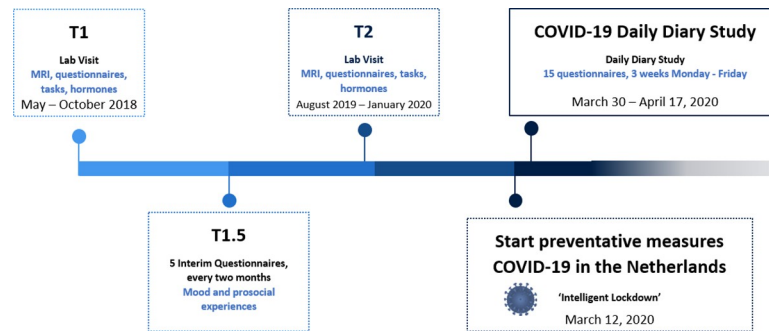 T1
Lab Visit
MRI, questionnaires,
tasks, hormones
May – October 2018
T2
Lab Visit
MRI, questionnaires, tasks,
hormones
August 2019 – January 2020
COVID-19 Daily Diary Study
Daily Diary Study
15 questionnaires, 3 weeks Monday - Friday
March 30 – April 17, 2020
T1.5
5 Interim Questionnaires,
every two months
Mood and prosocial
experiences
Start preventative measures
COVID-19 in the Netherlands
‘Intelligent Lockdown’
March 12, 2020